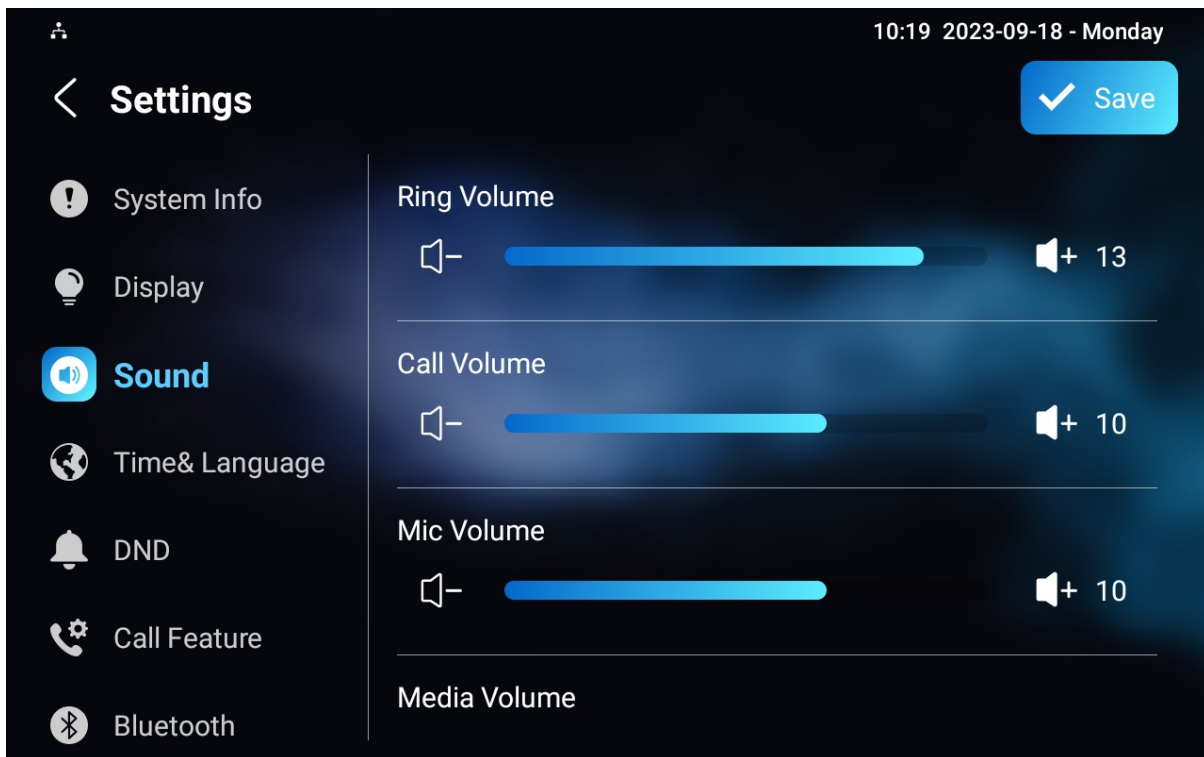 10:19 2023-09-18 - Monday
Settings
Save
System Info
Display
Sound
Time& Language
DND
Call Feature
Bluetooth
Ring Volume
13
Call Volume
10
Mic Volume
10
Media Volume